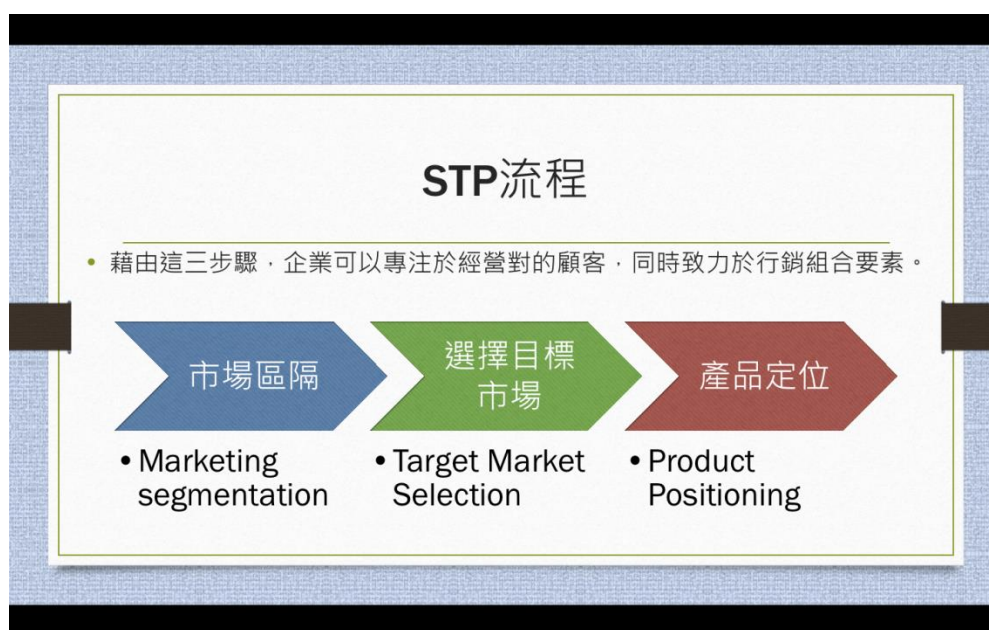 STP流程
• 藉由這三步驟，企業可以專注於經營對的顧客，同時致力於行銷組合要素。
市場區隔
選擇目標
市場
產品定位
• Marketing
segmentation
• Target Market
Selection
• Product
Positioning